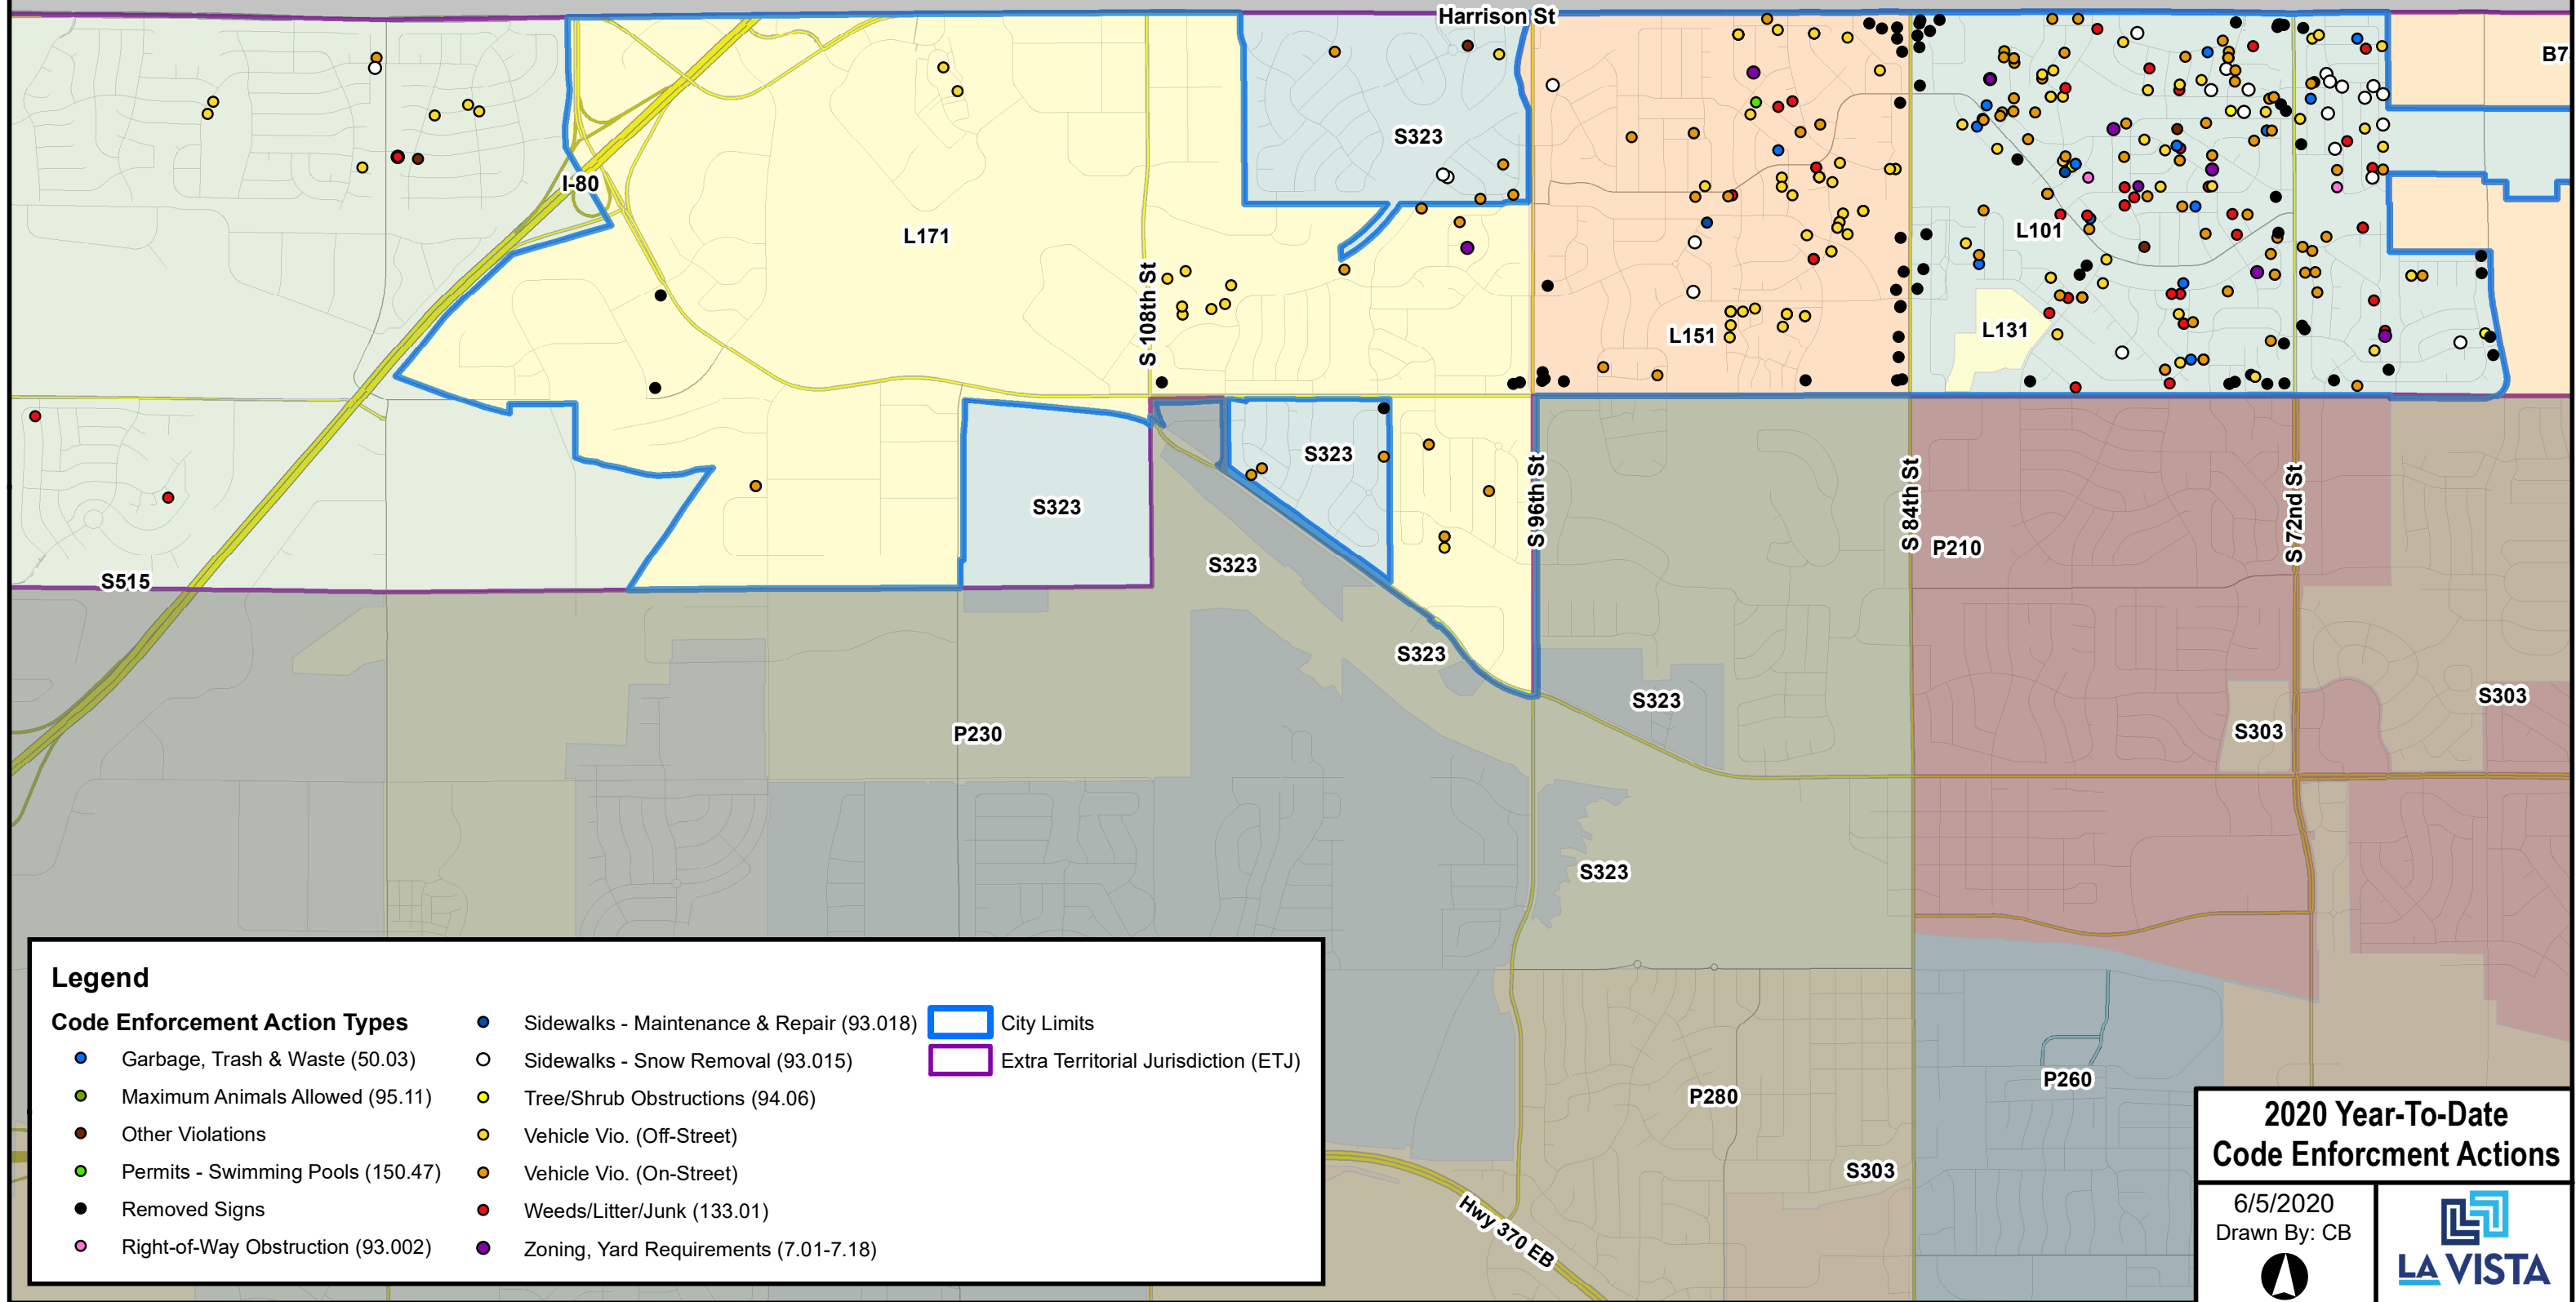 Harrison St
B7
S323
I-80
L171
L101
S 108th St
L151
L131
S323
S323
S 96th St
S 84th St
S 72nd St
P210
S515
S323
S323
S323
S303
S303
P230
S323
P280
P260
S303
Hwy 370 EB
Legend
Code Enforcement Action Types
Garbage, Trash & Waste (50.03)
Maximum Animals Allowed (95.11)
Other Violations
Permits - Swimming Pools (150.47)
Removed Signs
Right-of-Way Obstruction (93.002)
Sidewalks - Maintenance & Repair (93.018)
Sidewalks - Snow Removal (93.015)
Tree/Shrub Obstructions (94.06)
Vehicle Vio. (Off-Street)
Vehicle Vio. (On-Street)
Weeds/Litter/Junk (133.01)
Zoning, Yard Requirements (7.01-7.18)
City Limits
Extra Territorial Jurisdiction (ETJ)
2020 Year-To-Date
Code Enforcment Actions
6/5/2020
Drawn By: CB
LA VISTA